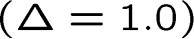 (Δ = 1.0)